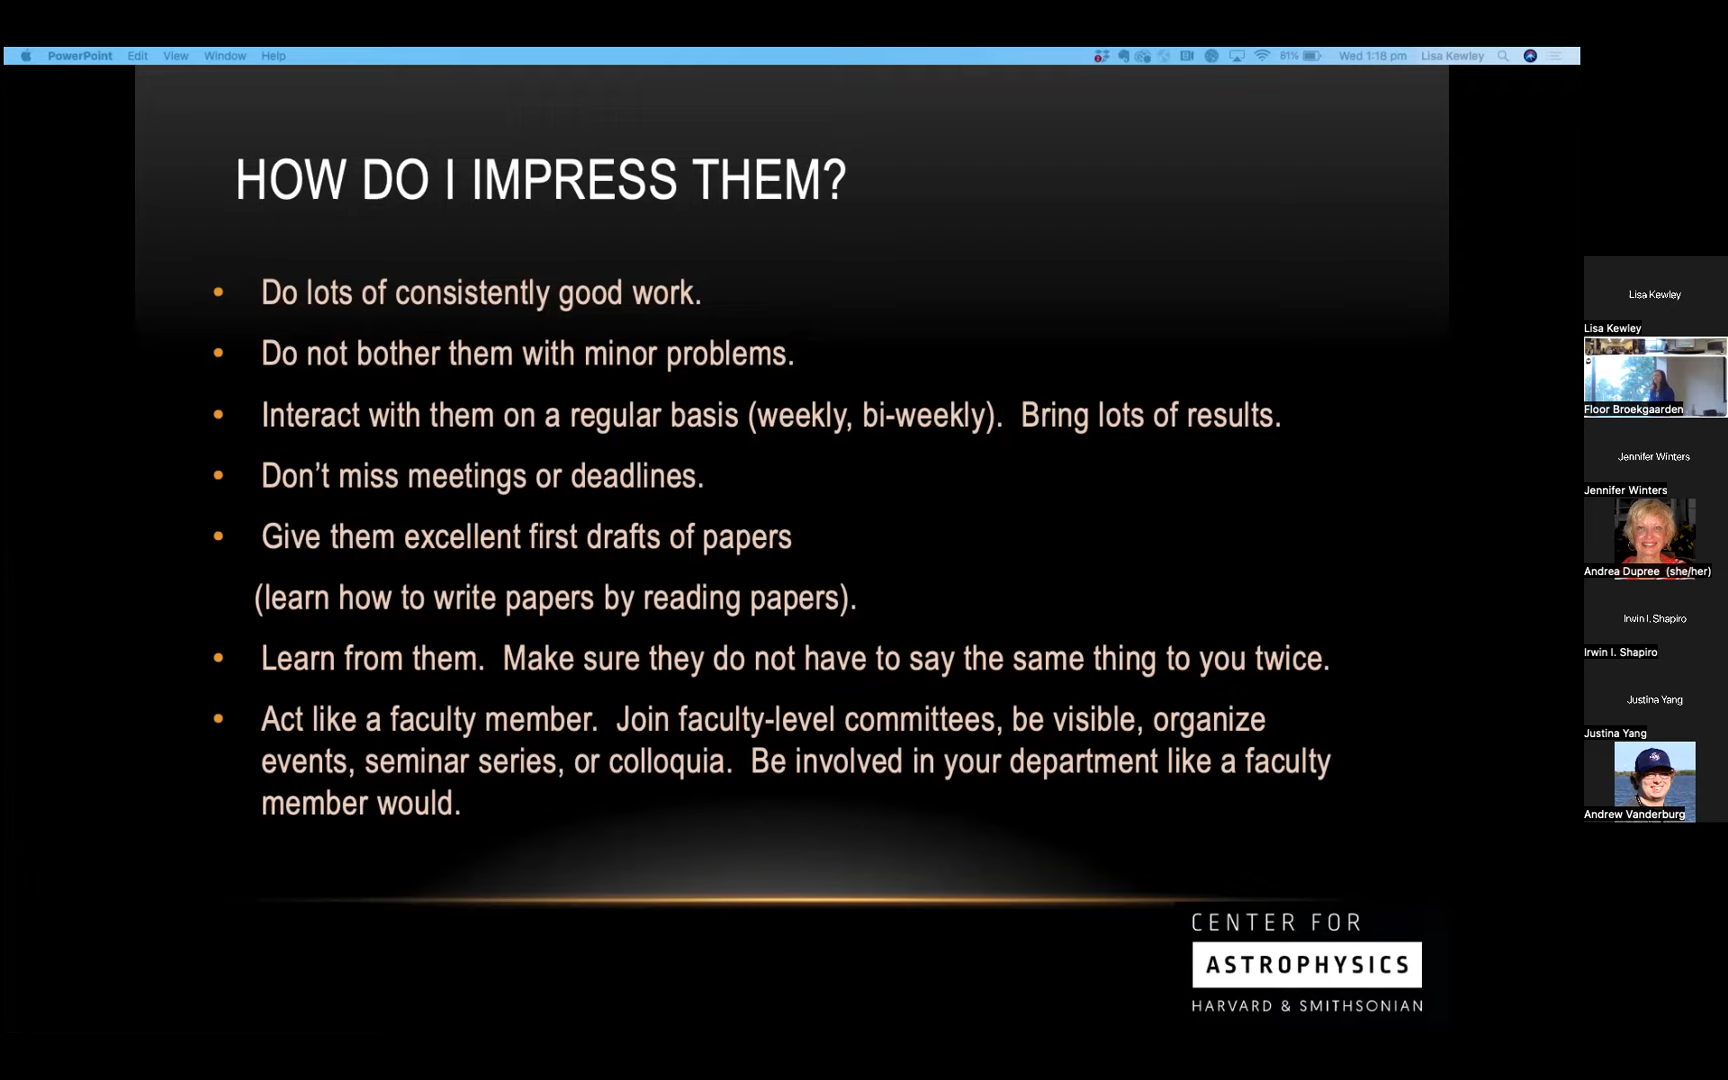 PowerPoint Edit View Window Help 81% Wed 1:18 pm Lisa Kewley
HOW DO I IMPRESS THEM?
• Do lots of consistently good work.
• Do not bother them with minor problems.
• Interact with them on a regular basis (weekly, bi-weekly).  Bring lots of results.
• Don’t miss meetings or deadlines.
• Give them excellent first drafts of papers
(learn how to write papers by reading papers).
• Learn from them.  Make sure they do not have to say the same thing to you twice.
• Act like a faculty member.  Join faculty-level committees, be visible, organize
events, seminar series, or colloquia.  Be involved in your department like a faculty
member would.
CENTER FOR
ASTROPHYSICS
HARVARD & SMITHSONIAN
Lisa Kewley
Lisa Kewley
Floor Broekgaarden
Jennifer Winters
Jennifer Winters
Andrea Dupree (she/her)
Irwin I. Shapiro
Irwin I. Shapiro
Justina Yang
Justina Yang
Andrew Vanderburg